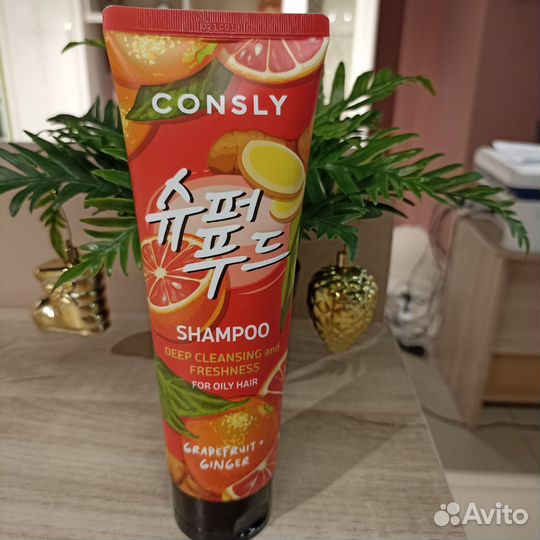 CONSLY
슈퍼
푸드
SHAMPOO
DEEP CLEANSING and
FRESHNESS
FOR OILY HAIR
GRAPEFRUIT +
GINGER
Avito